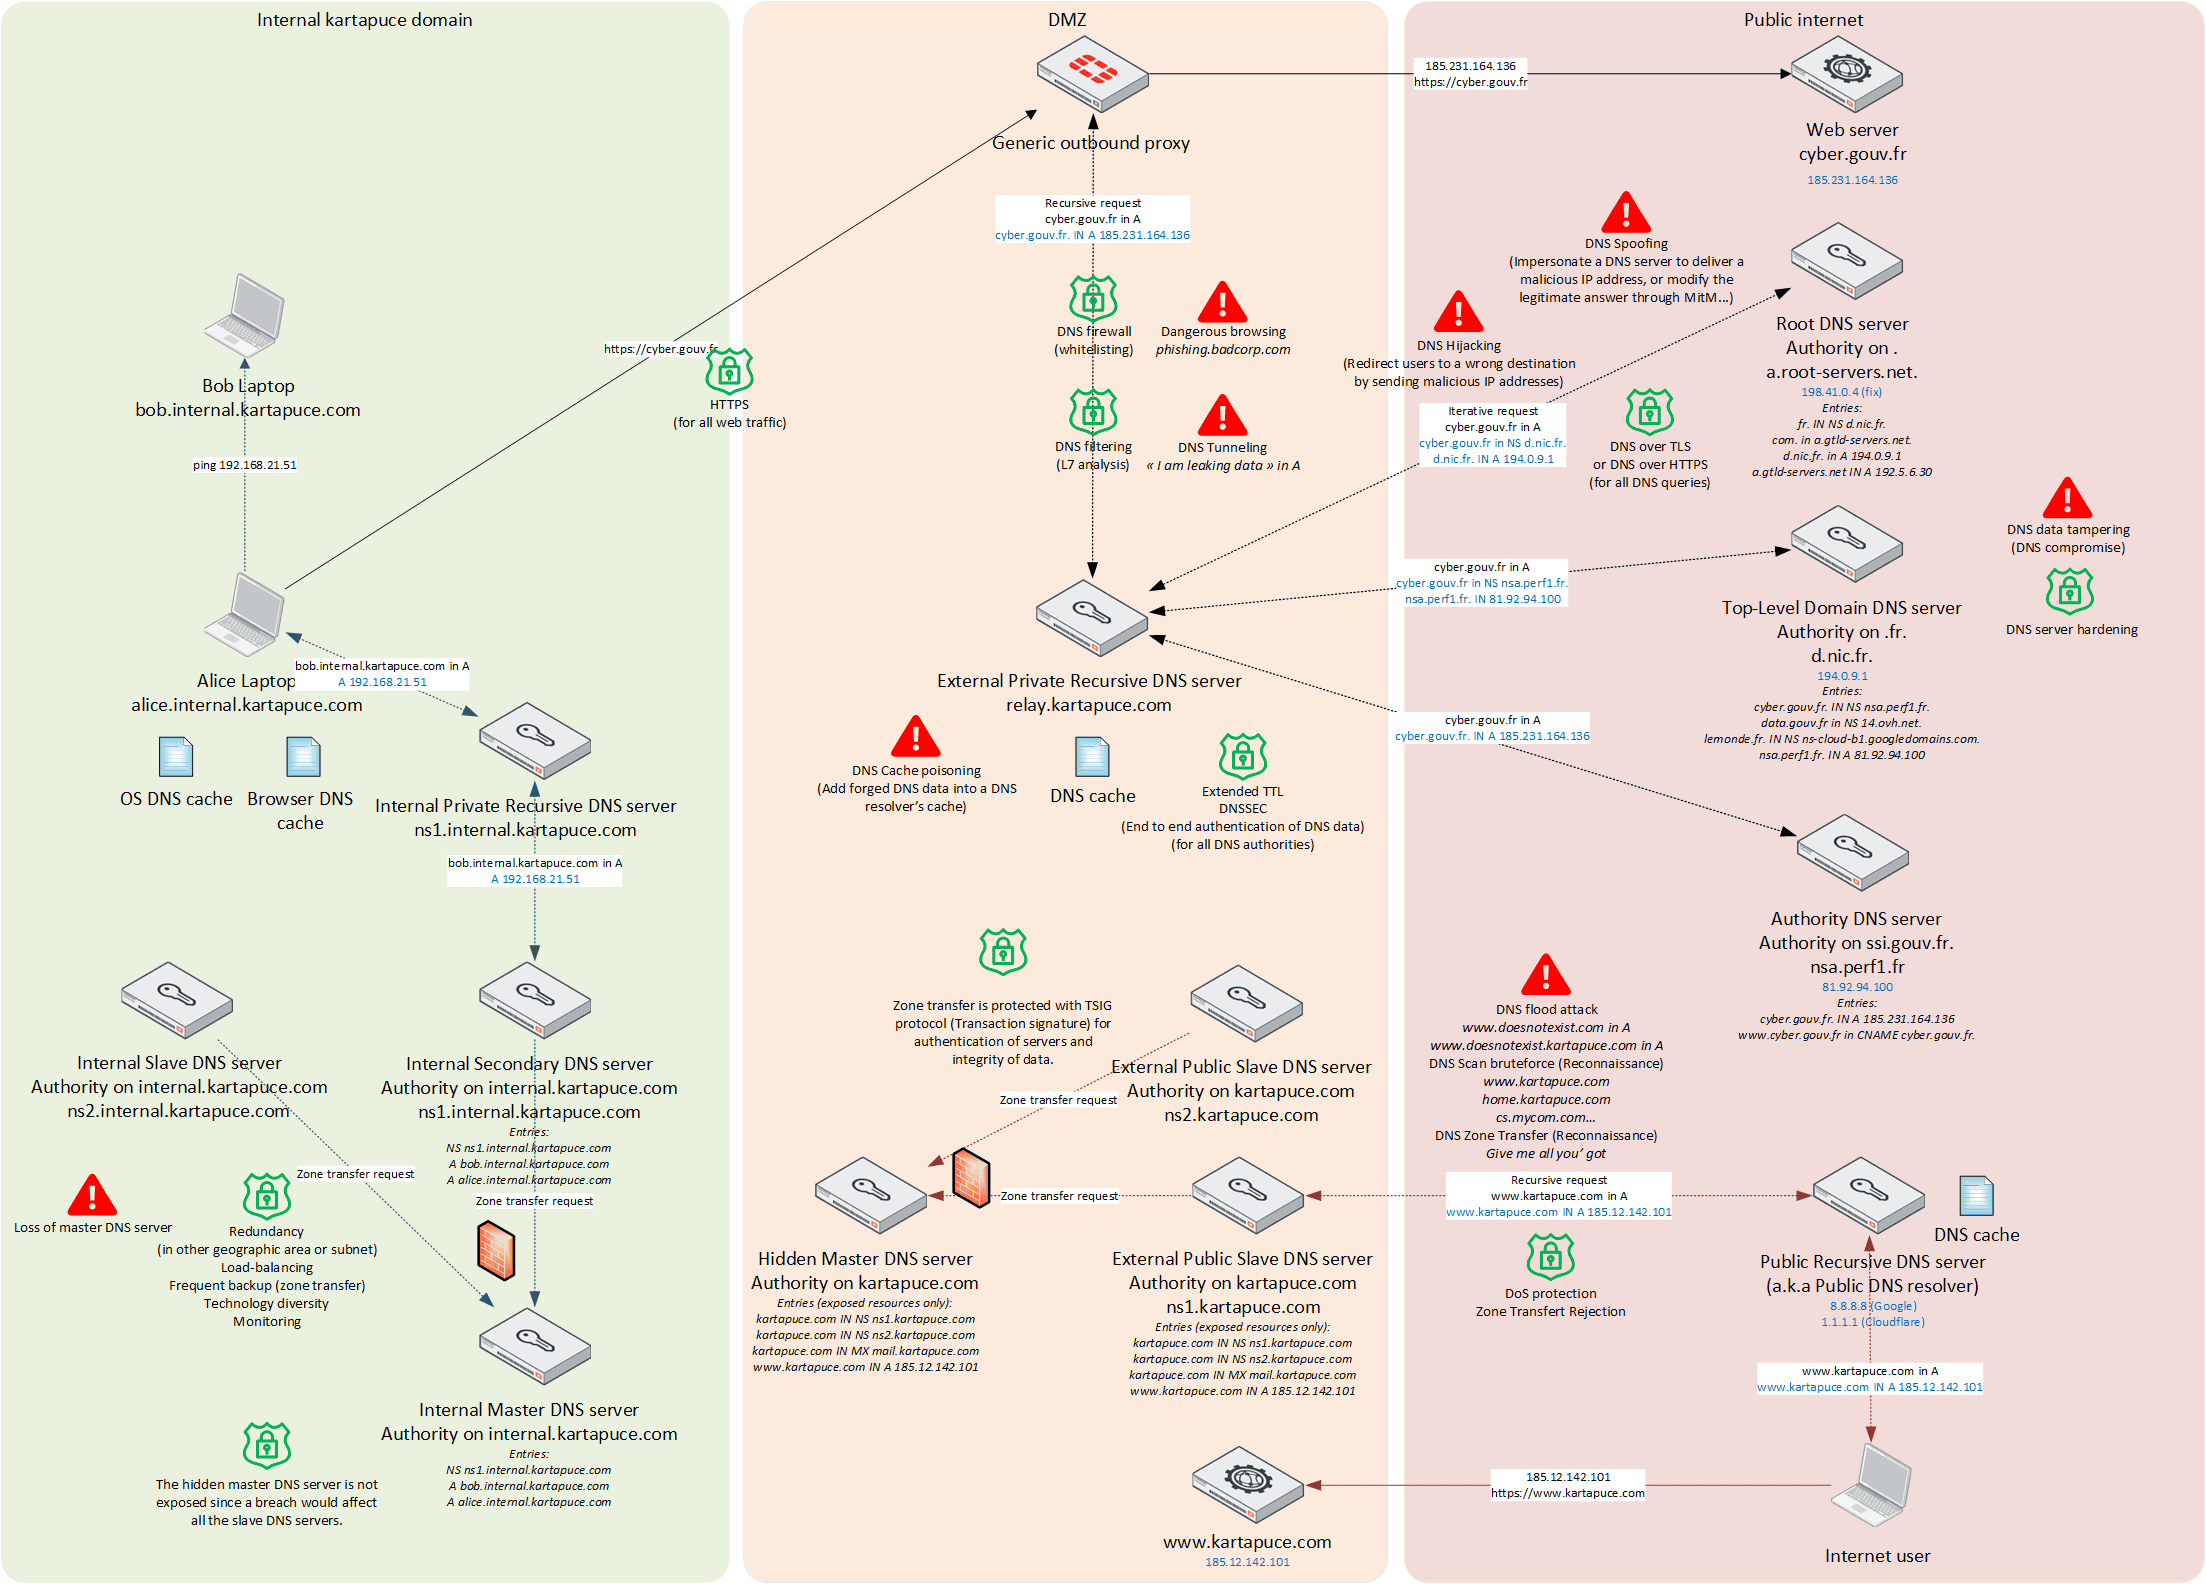 Internal kartapuce domain
Bob Laptop
bob.internal.kartapuce.com
ping 192.168.21.51
https://cyber.gouv.fr
HTTPS
(for all web traffic)
Alice Laptop
alice.internal.kartapuce.com
bob.internal.kartapuce.com in A
A 192.168.21.51
OS DNS cache
Browser DNS
cache
Internal Private Recursive DNS server
ns1.internal.kartapuce.com
bob.internal.kartapuce.com in A
A 192.168.21.51
Internal Slave DNS server
Authority on internal.kartapuce.com
ns2.internal.kartapuce.com
Internal Secondary DNS server
Authority on internal.kartapuce.com
ns1.internal.kartapuce.com
Entries:
NS ns1.internal.kartapuce.com
A bob.internal.kartapuce.com
A alice.internal.kartapuce.com
Zone transfer request
Zone transfer request
Loss of master DNS server
Redundancy
(in other geographic area or subnet)
Load-balancing
Frequent backup (zone transfer)
Technology diversity
Monitoring
Internal Master DNS server
Authority on internal.kartapuce.com
Entries:
NS ns1.internal.kartapuce.com
A bob.internal.kartapuce.com
A alice.internal.kartapuce.com
The hidden master DNS server is not
exposed since a breach would affect
all the slave DNS servers.
DMZ
Generic outbound proxy
Recursive request
cyber.gouv.fr in A
cyber.gouv.fr. IN A 185.231.164.136
DNS firewall
(whitelisting)
Dangerous browsing
phishing.badcorp.com
DNS filtering
(L7 analysis)
DNS Tunneling
« I am leaking data » in A
External Private Recursive DNS server
relay.kartapuce.com
DNS Cache poisoning
(Add forged DNS data into a DNS
resolver's cache)
DNS cache
Extended TTL
DNSSEC
(End to end authentication of DNS data)
(for all DNS authorities)
Zone transfer is protected with TSIG
protocol (Transaction signature) for
authentication of servers and
integrity of data.
External Public Slave DNS server
Authority on kartapuce.com
ns2.kartapuce.com
Zone transfer request
Zone transfer request
Hidden Master DNS server
Authority on kartapuce.com
Entries (exposed resources only):
kartapuce.com IN NS ns1.kartapuce.com
kartapuce.com IN NS ns2.kartapuce.com
kartapuce.com IN MX mail.kartapuce.com
www.kartapuce.com IN A 185.12.142.101
External Public Slave DNS server
Authority on kartapuce.com
ns1.kartapuce.com
Entries (exposed resources only):
kartapuce.com IN NS ns1.kartapuce.com
kartapuce.com IN NS ns2.kartapuce.com
kartapuce.com IN MX mail.kartapuce.com
www.kartapuce.com IN A 185.12.142.101
www.kartapuce.com
185.12.142.101
Public internet
185.231.164.136
https://cyber.gouv.fr
Web server
cyber.gouv.fr
185.231.164.136
DNS Spoofing
(Impersonate a DNS server to deliver a
malicious IP address, or modify the
legitimate answer through MitM...)
DNS Hijacking
(Redirect users to a wrong destination
by sending malicious IP addresses)
Iterative request
cyber.gouv.fr in A
cyber.gouv.fr in NS d.nic.fr.
d.nic.fr. IN A 194.0.9.1
DNS over TLS
or DNS over HTTPS
(for all DNS queries)
Root DNS server
Authority on .
a.root-servers.net.
198.41.0.4 (fix)
Entries:
fr. IN NS d.nic.fr.
com. in a.gtld-servers.net.
d.nic.fr. in A 194.0.9.1
a.gtld-servers.net IN A 192.5.6.30
DNS data tampering
(DNS compromise)
DNS server hardening
cyber.gouv.fr in A
cyber.gouv.fr in NS nsa.perf1.fr.
nsa.perf1.fr. IN 81.92.94.100
Top-Level Domain DNS server
Authority on .fr.
d.nic.fr.
194.0.9.1
Entries:
cyber.gouv.fr. IN NS nsa.perf1.fr.
data.gouv.fr in NS 14.ovh.net.
lemonde.fr. IN NS ns-cloud-b1.googledomains.com.
nsa.perf1.fr. IN A 81.92.94.100
cyber.gouv.fr in A
cyber.gouv.fr. IN A 185.231.164.136
Authority DNS server
Authority on ssi.gouv.fr.
nsa.perf1.fr
81.92.94.100
Entries:
cyber.gouv.fr. IN A 185.231.164.136
www.cyber.gouv.fr in CNAME cyber.gouv.fr.
DNS flood attack
www.doesnotexist.com in A
www.doesnotexist.kartapuce.com in A
DNS Scan bruteforce (Reconnaissance)
www.kartapuce.com
home.kartapuce.com
cs.mycom.com...
DNS Zone Transfer (Reconnaissance)
Give me all you' got
Recursive request
www.kartapuce.com in A
www.kartapuce.com IN A 185.12.142.101
DoS protection
Zone Transfert Rejection
DNS cache
Public Recursive DNS server
(a.k.a Public DNS resolver)
8.8.8.8 (Google)
1.1.1.1 (Cloudflare)
www.kartapuce.com in A
www.kartapuce.com IN A 185.12.142.101
185.12.142.101
https://www.kartapuce.com
Internet user